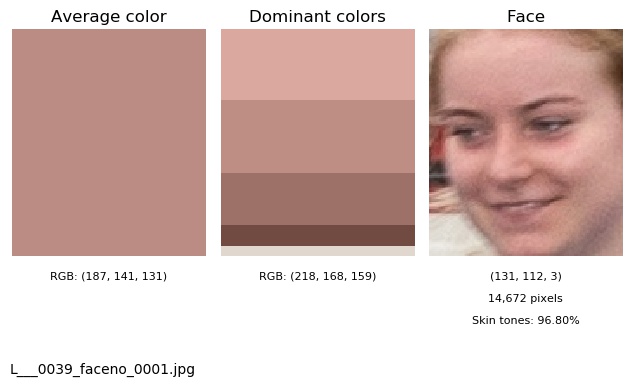 Average color
Dominant colors
Face
RGB: (187, 141, 131)
RGB: (218, 168, 159)
(131, 112, 3)
14,672 pixels
Skin tones: 96.80%
L___0039_faceno_0001.jpg